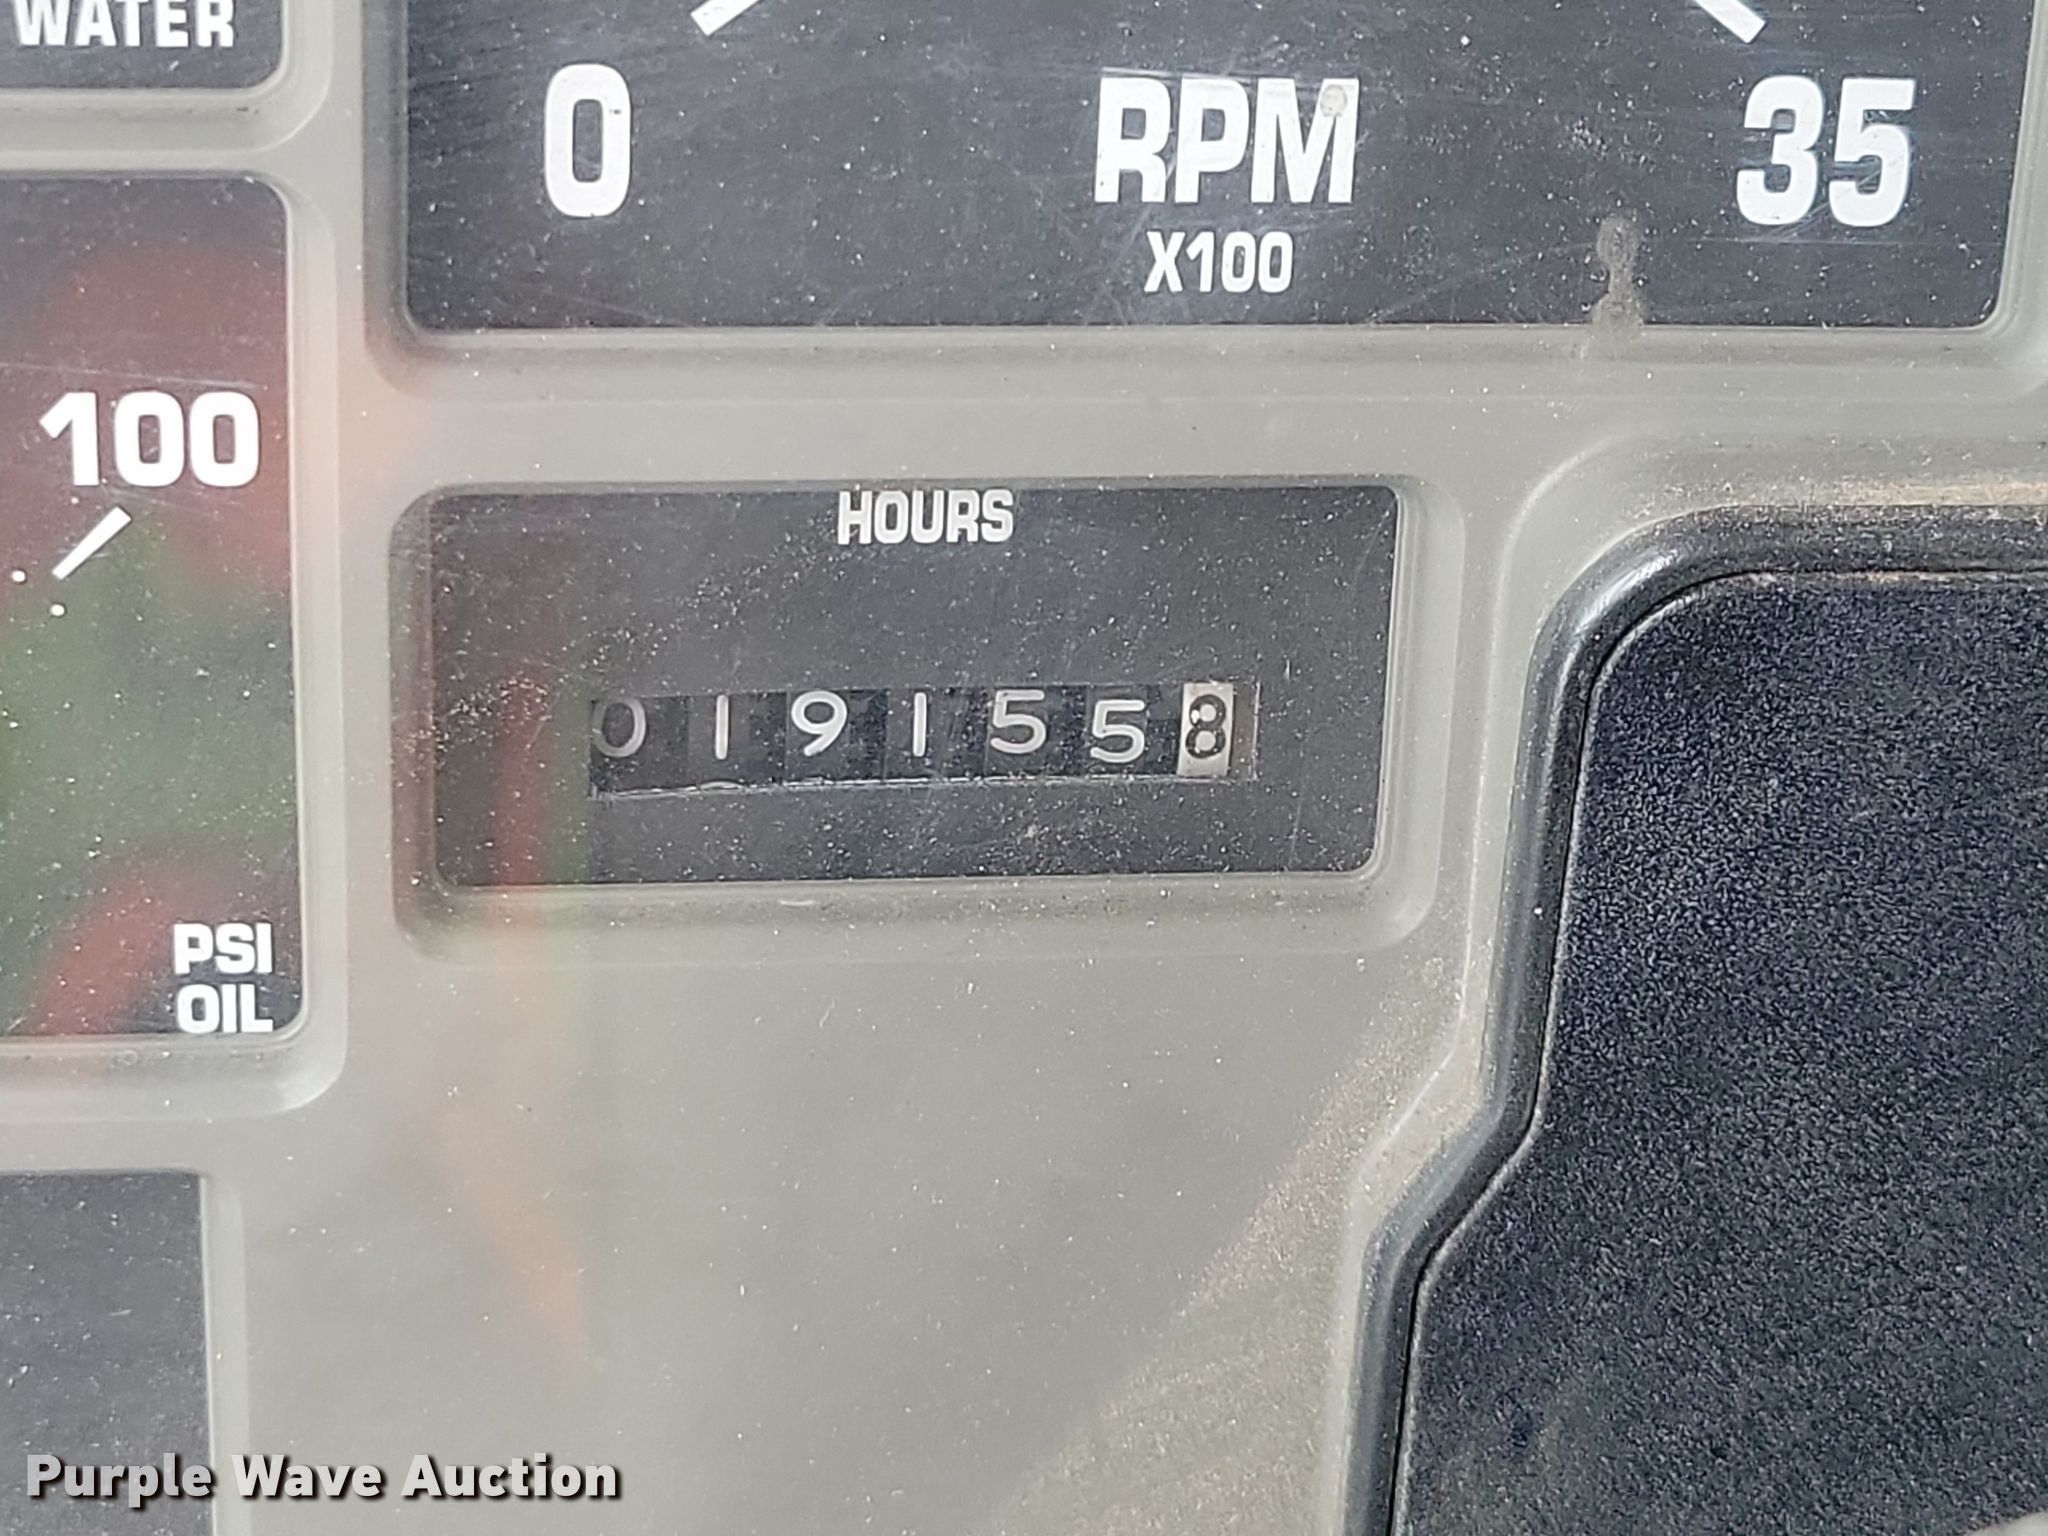 WATER
0
RPM
35
X100
100
HOURS
0191558
PSI
OIL
Purple Wave Auction